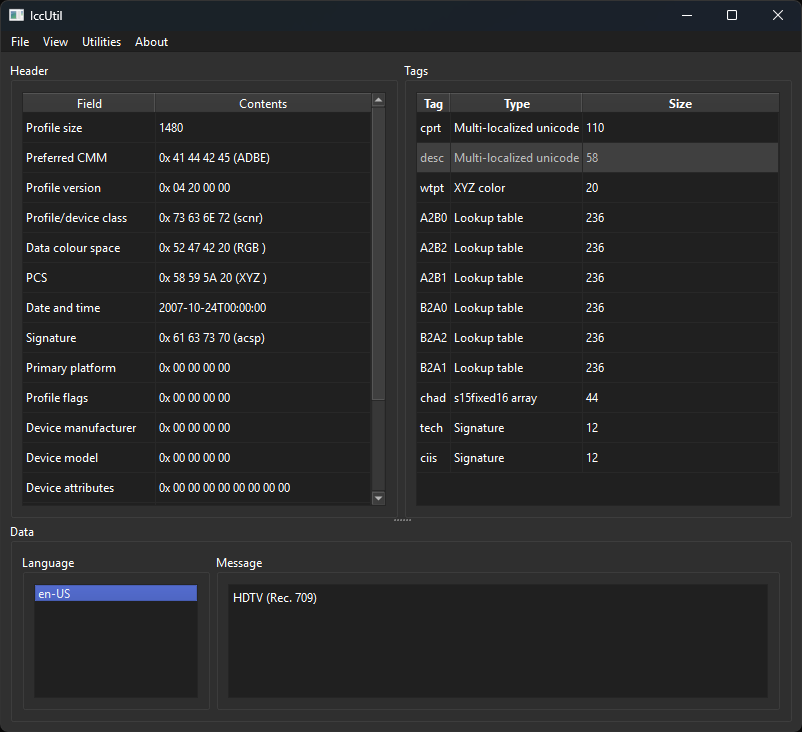 IccUtil
File View Utilities About
Header
Field Contents
Profile size 1480
Preferred CMM 0x 41 44 42 45 (ADBE)
Profile version 0x 04 20 00 00
Profile/device class 0x 73 63 6E 72 (scnr)
Data colour space 0x 52 47 42 20 (RGB )
PCS 0x 58 59 5A 20 (XYZ )
Date and time 2007-10-24T00:00:00
Signature 0x 61 63 73 70 (acsp)
Primary platform 0x 00 00 00 00
Profile flags 0x 00 00 00 00
Device manufacturer 0x 00 00 00 00
Device model 0x 00 00 00 00
Device attributes 0x 00 00 00 00 00 00 00 00
Tags
Tag Type Size
cprt Multi-localized unicode 110
desc Multi-localized unicode 58
wtpt XYZ color 20
A2B0 Lookup table 236
A2B2 Lookup table 236
A2B1 Lookup table 236
B2A0 Lookup table 236
B2A2 Lookup table 236
B2A1 Lookup table 236
chad s15fixed16 array 44
tech Signature 12
ciis Signature 12
Data
Language
en-US
Message
HDTV (Rec. 709)